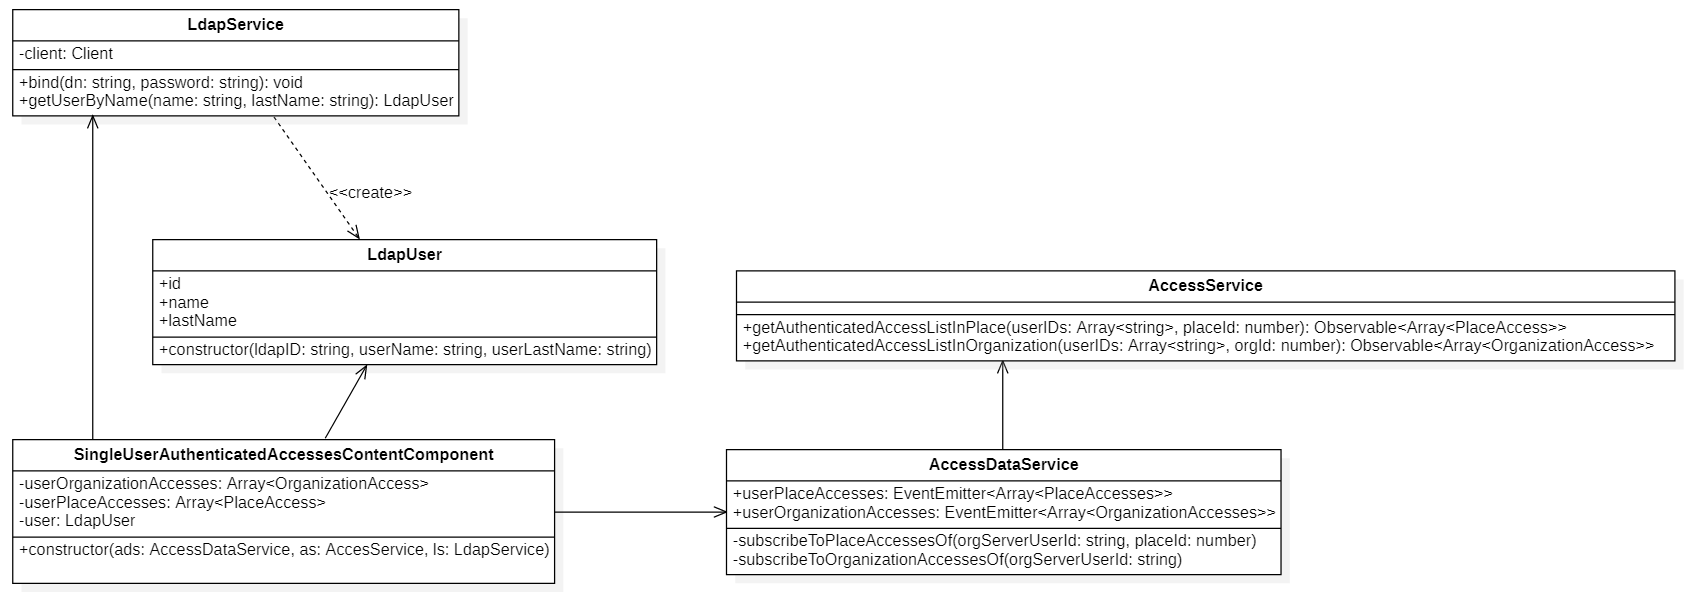 LdapService
-client: Client
+bind(dn: string, password: string): void
+getUserByName(name: string, lastName: string): LdapUser
<<create>>
LdapUser
+id
+name
+lastName
+constructor(ldapID: string, userName: string, userLastName: string)
AccessService
+getAuthenticatedAccessListInPlace(userIDs: Array<string>, placeId: number): Observable<Array<PlaceAccess>>
+getAuthenticatedAccessListInOrganization(userIDs: Array<string>, orgId: number): Observable<Array<OrganizationAccess>>
SingleUserAuthenticatedAccessesContentComponent
-userOrganizationAccesses: Array<OrganizationAccess>
-userPlaceAccesses: Array<PlaceAccess>
-user: LdapUser
+constructor(ads: AccessDataService, as: AccesService, ls: LdapService)
AccessDataService
+userPlaceAccesses: EventEmitter<Array<PlaceAccesses>>
+userOrganizationAccesses: EventEmitter<Array<OrganizationAccesses>>
-subscribeToPlaceAccessesOf(orgServerUserId: string, placeId: number)
-subscribeToOrganizationAccessesOf(orgServerUserId: string)